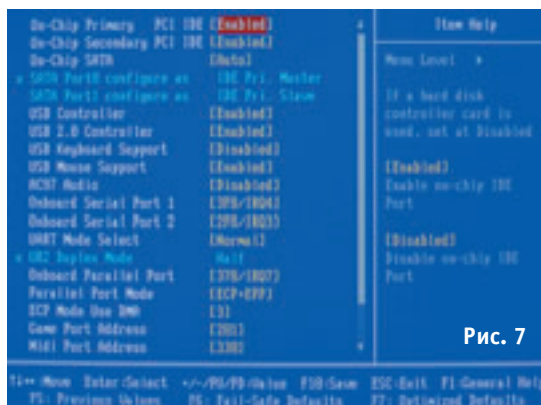 On-Chip Primary PCI IDE [Enabled]
On-Chip Secondary PCI IDE [Enabled]
On-Chip SATA [Auto]
x SATA Port0 configure as IDE Pri. Master
SATA Port1 configure as IDE Pri. Slave
USB Controller [Enabled]
USB 2.0 Controller [Enabled]
USB Keyboard Support [Disabled]
USB Mouse Support [Enabled]
AC97 Audio [Disabled]
Onboard Serial Port 1 [3F8/IRQ4]
Onboard Serial Port 2 [2F8/IRQ3]
UART Mode Select [Normal]
x UR2 Duplex Mode Half
Onboard Parallel Port [378/IRQ7]
Parallel Port Mode [ECP+EPP]
ECP Mode Use DMA [3]
Game Port Address [201]
Midi Port Address [330]
Item Help
Menu Level ▸
If a hard disk
controller card is
used, set at Disabled
[Enabled]
Enable on-chip IDE
Port
[Disabled]
Disable on-chip IDE
Port
Рис. 7
↑↓←→:Move Enter:Select +/-/PU/PD:Value F10:Save ESC:Exit F1:General Help
F5: Previous Values F6: Fail-Safe Defaults F7: Optimized Defaults